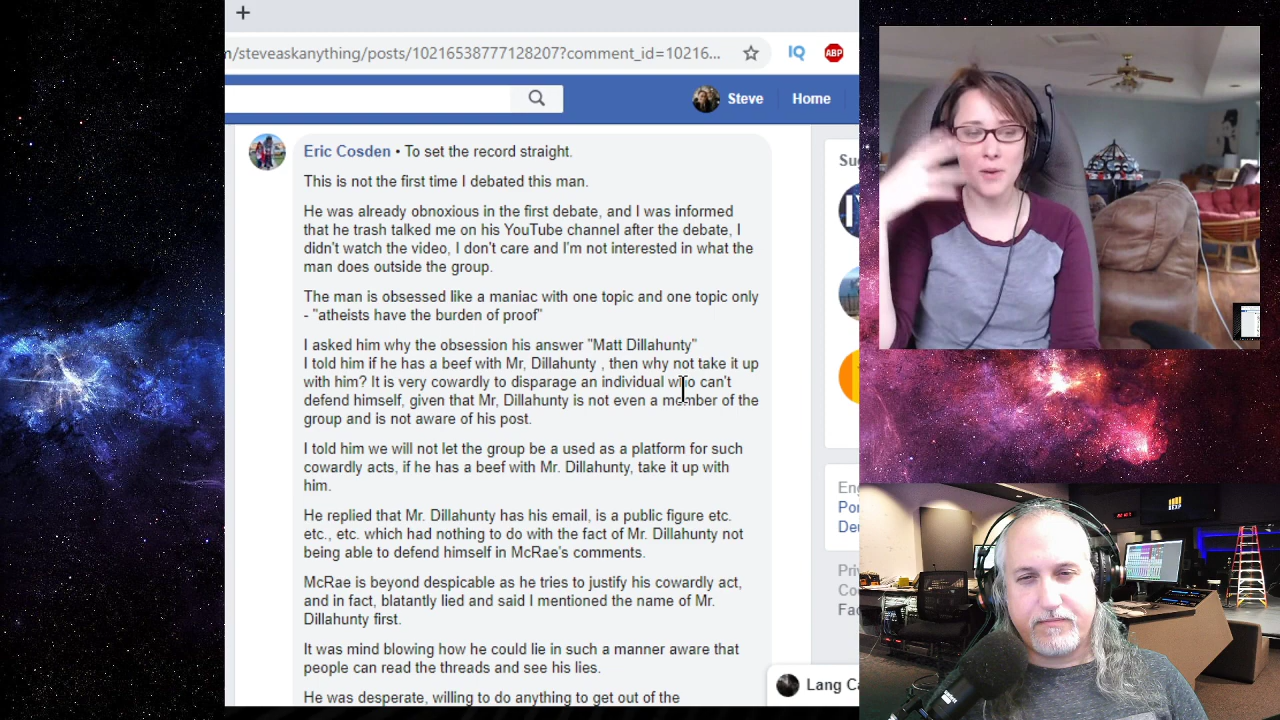 +
/steveaskanything/posts/10216538777128207?comment_id=10216...
IQ
ABP
Steve
Home
Eric Cosden • To set the record straight.
This is not the first time I debated this man.
He was already obnoxious in the first debate, and I was informed
that he trash talked me on his YouTube channel after the debate, I
didn't watch the video, I don't care and I'm not interested in what the
man does outside the group.
The man is obsessed like a maniac with one topic and one topic only
- "atheists have the burden of proof"
I asked him why the obsession his answer "Matt Dillahunty"
I told him if he has a beef with Mr, Dillahunty , then why not take it up
with him? It is very cowardly to disparage an individual who can't
defend himself, given that Mr, Dillahunty is not even a member of the
group and is not aware of his post.
I told him we will not let the group be a used as a platform for such
cowardly acts, if he has a beef with Mr. Dillahunty, take it up with
him.
He replied that Mr. Dillahunty has his email, is a public figure etc.
etc., etc. which had nothing to do with the fact of Mr. Dillahunty not
being able to defend himself in McRae's comments.
McRae is beyond despicable as he tries to justify his cowardly act,
and in fact, blatantly lied and said I mentioned the name of Mr.
Dillahunty first.
It was mind blowing how he could lie in such a manner aware that
people can read the threads and see his lies.
He was desperate, willing to do anything to get out of the
Su
Eng
Por
Deu
Priv
Coo
Fac
Lang Ca